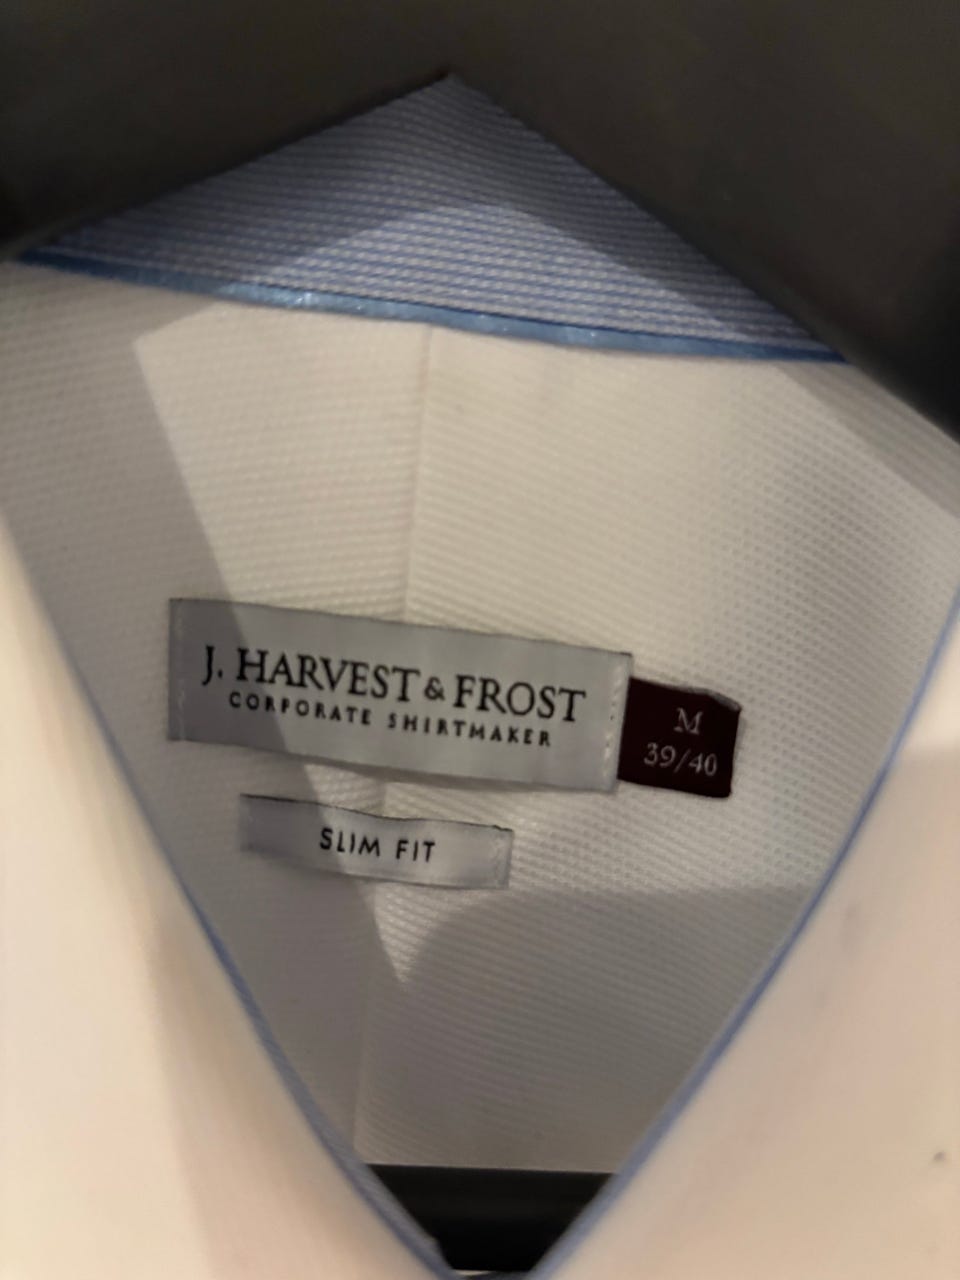 J. HARVEST & FROST
CORPORATE SHIRTMAKER
M
39/40
SLIM FIT